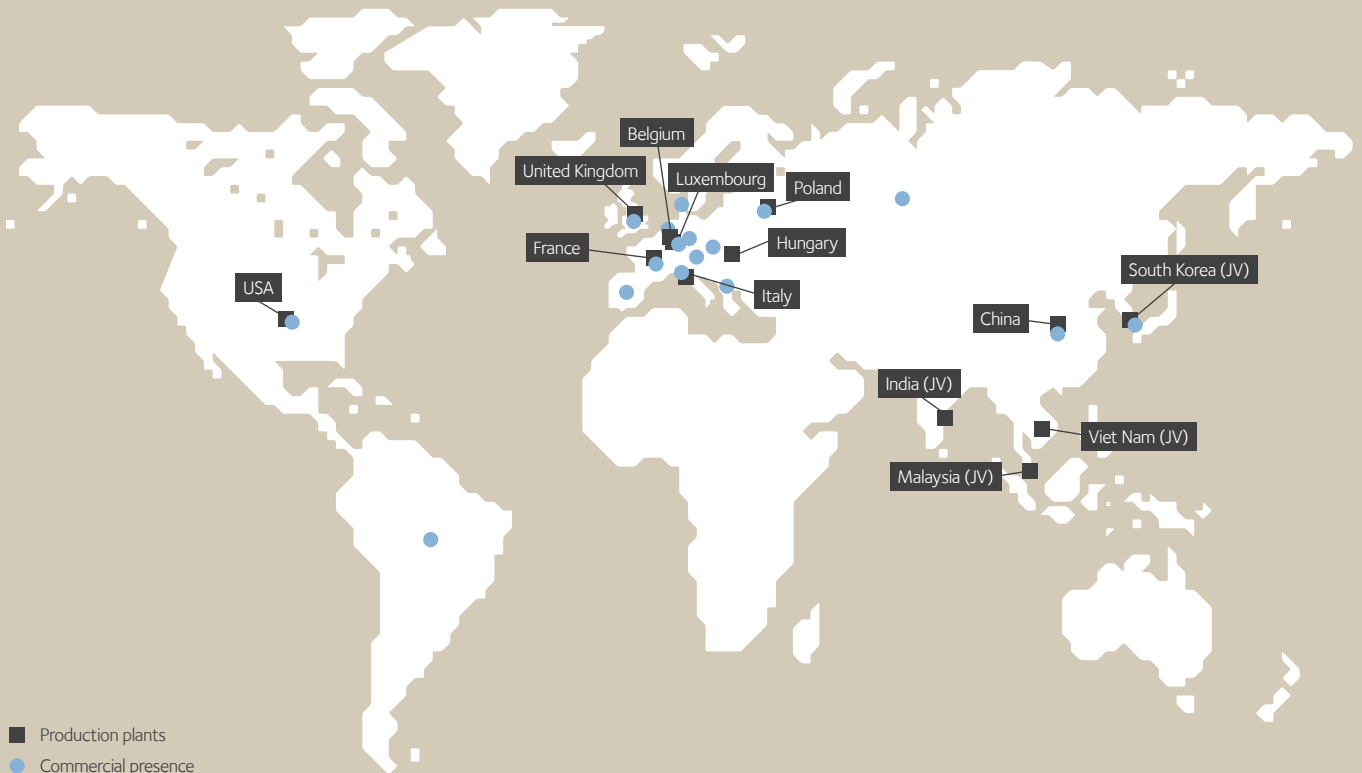 Belgium
United Kingdom
Luxembourg
Poland
France
Hungary
USA
Italy
South Korea (JV)
China
India (JV)
Viet Nam (JV)
Malaysia (JV)
Production plants
Commercial presence